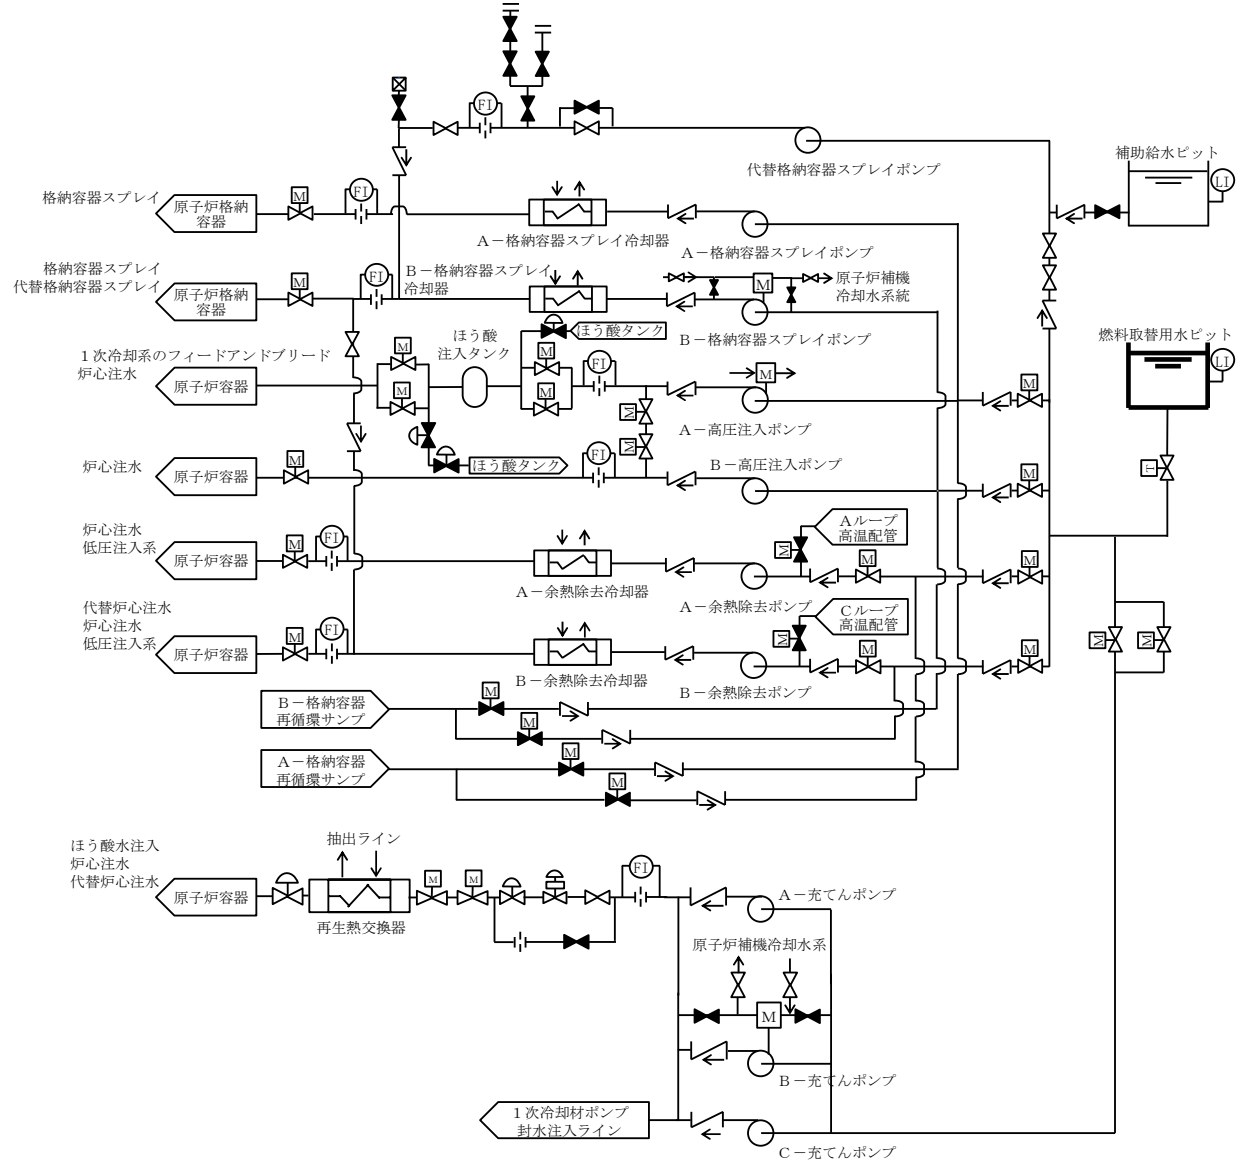 FI
代替格納容器スプレイポンプ
補助給水ピット
LI
格納容器スプレイ
原子炉格納
容器
M
FI
A－格納容器スプレイ冷却器
A－格納容器スプレイポンプ
格納容器スプレイ
代替格納容器スプレイ
原子炉格納
容器
M
FI
B－格納容器スプレイ
冷却器
M
原子炉補機
冷却水系統
B－格納容器スプレイポンプ
燃料取替用水ピット
LI
1次冷却系のフィードアンドブリード
炉心注水
原子炉容器
M
M
ほう酸
注入タンク
ほう酸タンク
M
M
FI
M
M
M
A－高圧注入ポンプ
M
ほう酸タンク
炉心注水
原子炉容器
M
FI
B－高圧注入ポンプ
M
T
炉心注水
低圧注入系
原子炉容器
M
FI
A－余熱除去冷却器
Aループ
高温配管
M
M
A－余熱除去ポンプ
M
代替炉心注水
炉心注水
低圧注入系
原子炉容器
M
FI
B－余熱除去冷却器
Cループ
高温配管
M
M
B－余熱除去ポンプ
M
M
M
B－格納容器
再循環サンプ
M
M
A－格納容器
再循環サンプ
M
M
ほう酸水注入
炉心注水
代替炉心注水
原子炉容器
抽出ライン
再生熱交換器
M
M
FI
A－充てんポンプ
原子炉補機冷却水系
M
B－充てんポンプ
1次冷却材ポンプ
封水注入ライン
C－充てんポンプ